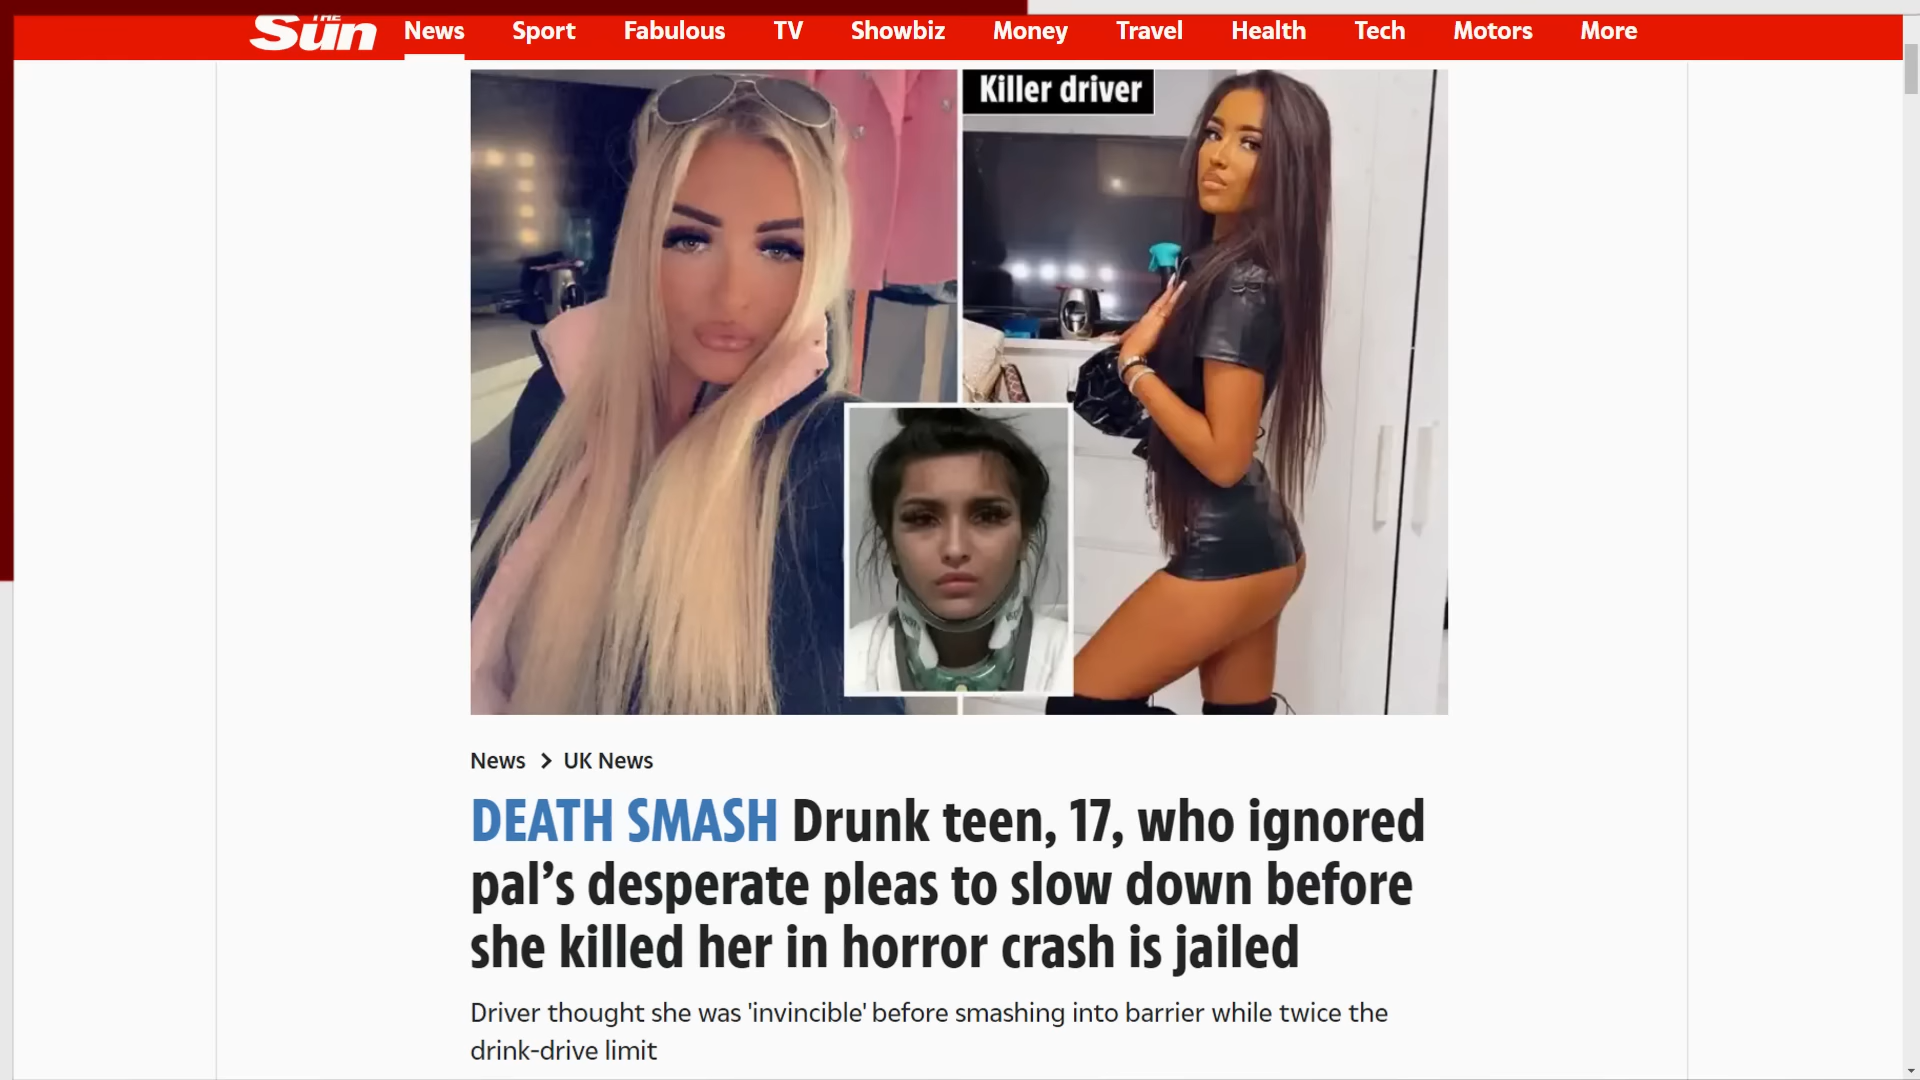 THE Sun
News Sport Fabulous TV Showbiz Money Travel Health Tech Motors More
Killer driver
News > UK News
DEATH SMASH Drunk teen, 17, who ignored
pal’s desperate pleas to slow down before
she killed her in horror crash is jailed
Driver thought she was 'invincible' before smashing into barrier while twice the
drink-drive limit